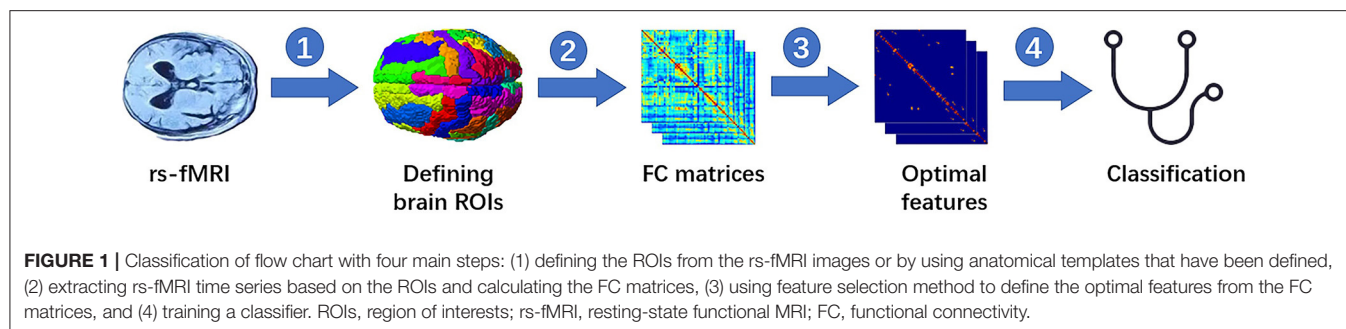 1 2 3 4
rs-fMRI
Defining
brain ROIs
FC matrices
Optimal
features
Classification
FIGURE 1 | Classification of flow chart with four main steps: (1) defining the ROIs from the rs-fMRI images or by using anatomical templates that have been defined,
(2) extracting rs-fMRI time series based on the ROIs and calculating the FC matrices, (3) using feature selection method to define the optimal features from the FC
matrices, and (4) training a classifier. ROIs, region of interests; rs-fMRI, resting-state functional MRI; FC, functional connectivity.